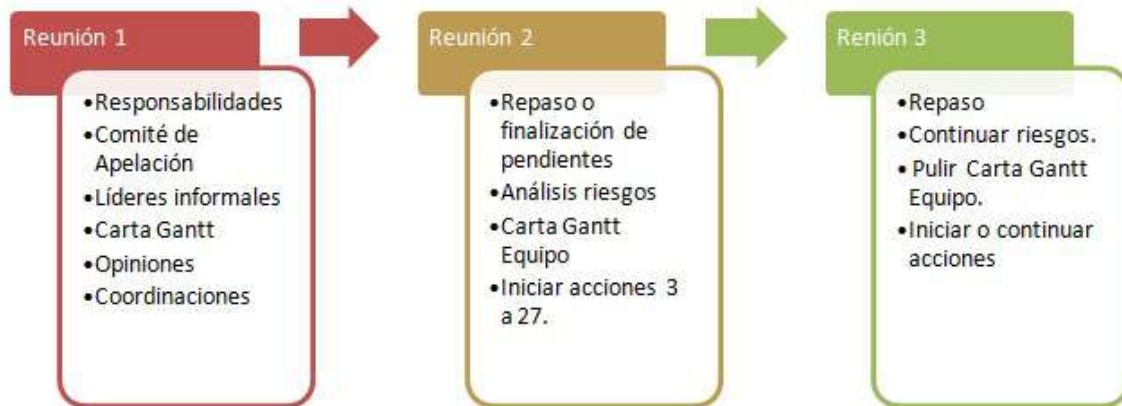 Reunión 1
•Responsabilidades
•Comité de
Apelación
•Líderes informales
•Carta Gantt
•Opiniones
•Coordinaciones
Reunión 2
•Repaso o
finalización de
pendientes
•Análisis riesgos
•Carta Gantt
Equipo
•Iniciar acciones 3
a 27.
Renión 3
•Repaso
•Continuar riesgos.
• Pulir Carta Gantt
Equipo.
•Iniciar o continuar
acciones